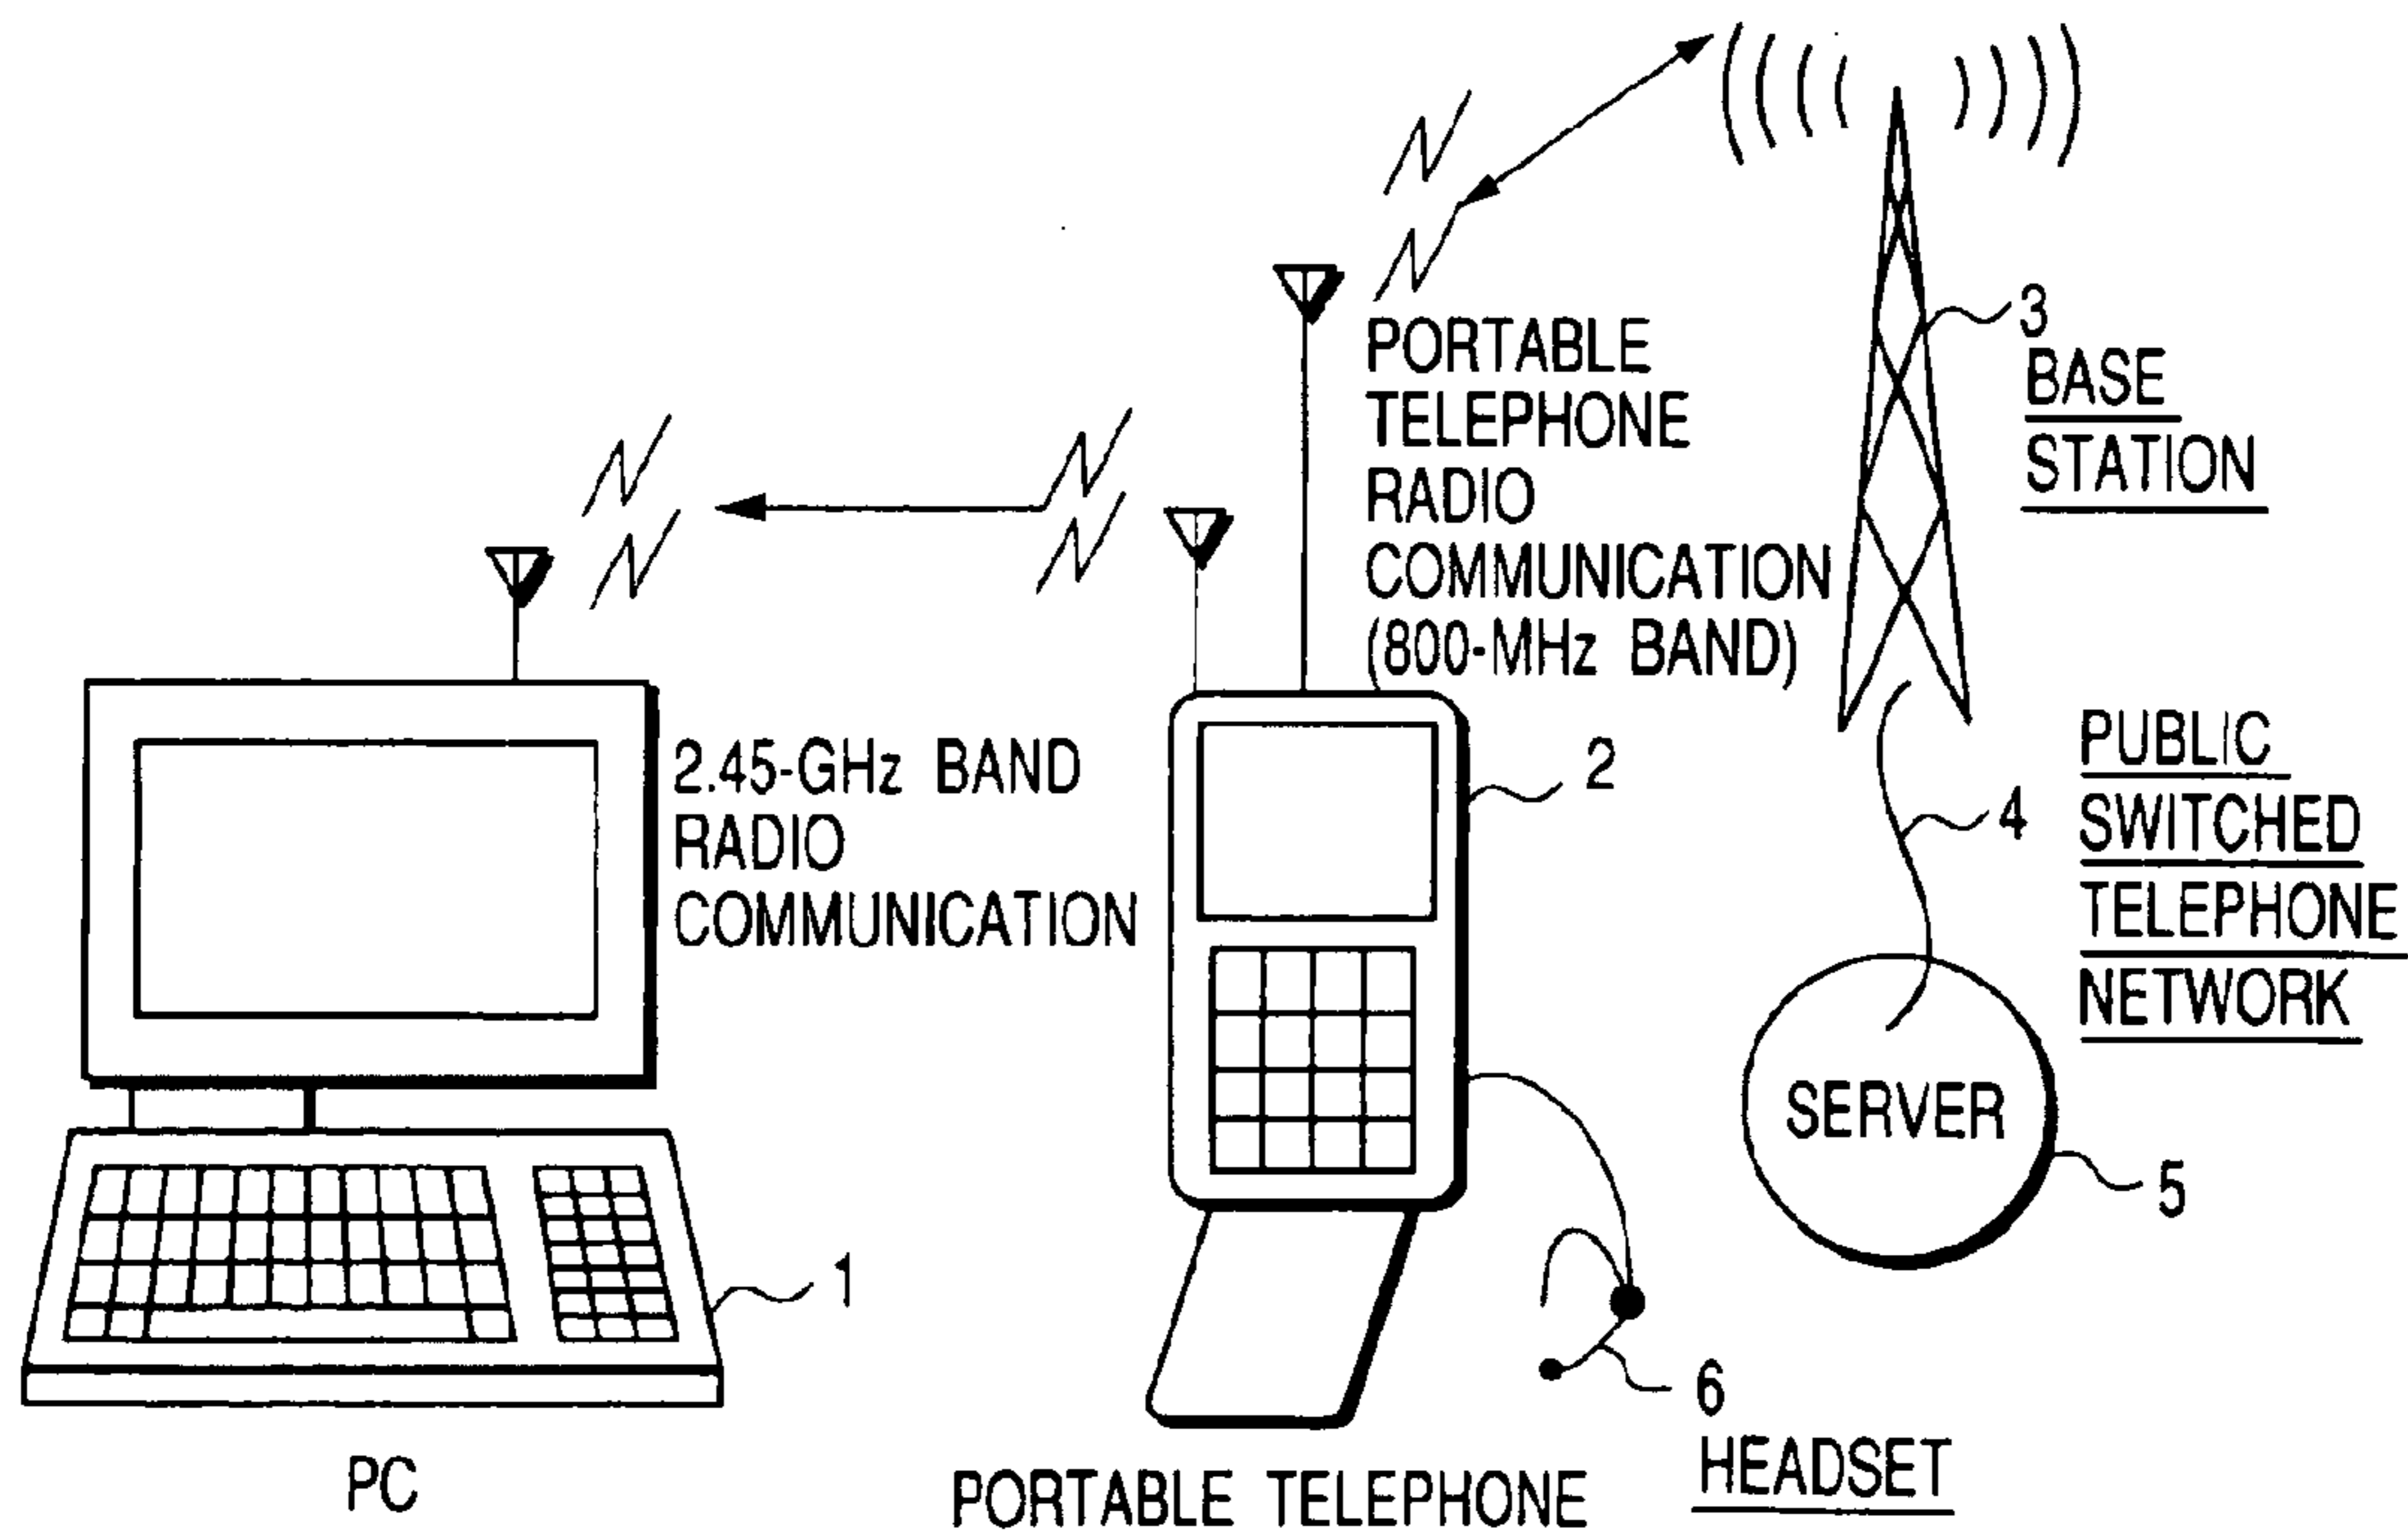 PORTABLE
TELEPHONE
RADIO
COMMUNICATION
(800-MHz BAND)
3
BASE
STATION
2.45-GHz BAND
RADIO
COMMUNICATION
2
4
PUBLIC
SWITCHED
TELEPHONE
NETWORK
SERVER
5
1
6
HEADSET
PC
PORTABLE TELEPHONE